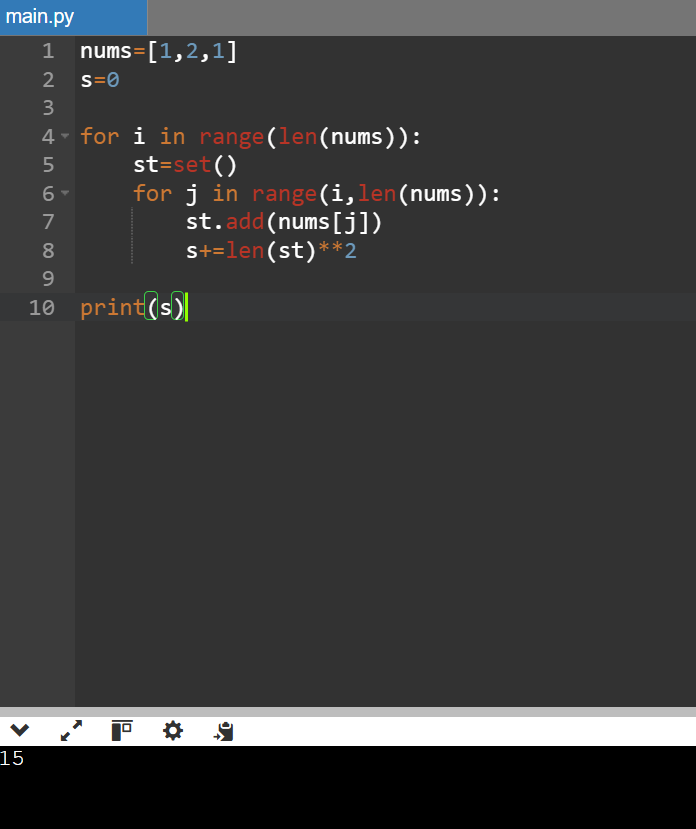 main.py
1 nums=[1,2,1]
2 s=0
3
4 for i in range(len(nums)):
5     st=set()
6     for j in range(i,len(nums)):
7         st.add(nums[j])
8         s+=len(st)**2
9
10 print(s)
15